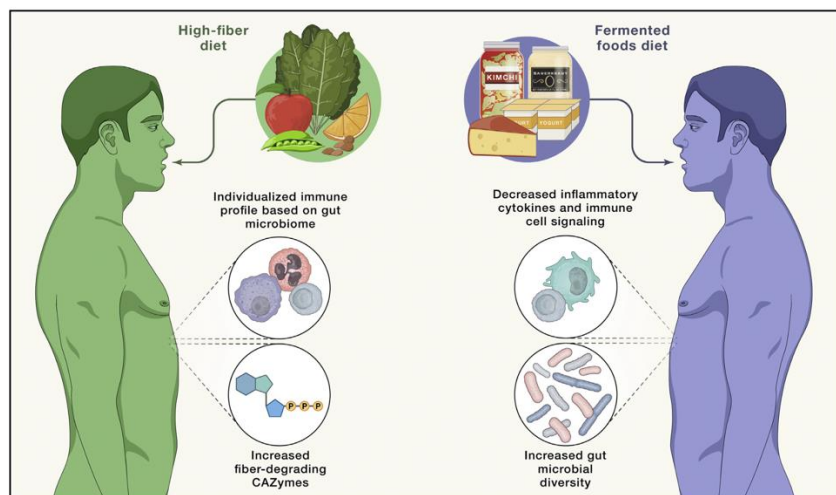 High-fiber
diet
Fermented
foods diet
KIMCHI
SAUERKRAUT
YOGURT
Individualized immune
profile based on gut
microbiome
Decreased inflammatory
cytokines and immune
cell signaling
P P P
Increased
fiber-degrading
CAZymes
Increased gut
microbial
diversity